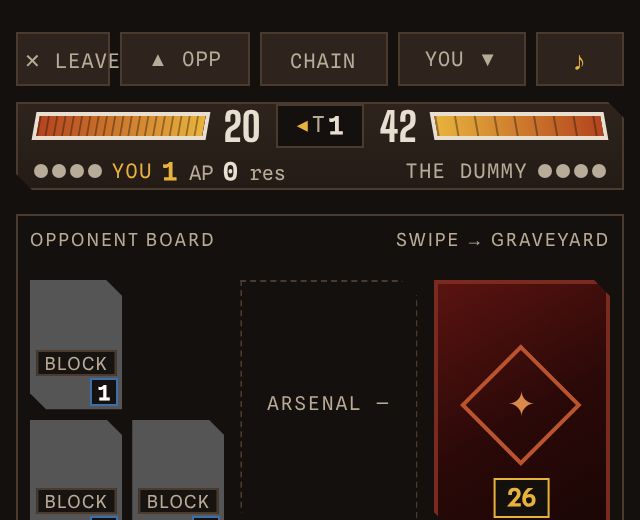 × LEAVE ▲ OPP CHAIN YOU ▼ ♪
20 ◂T1 42
YOU 1 AP 0 res THE DUMMY
OPPONENT BOARD SWIPE → GRAVEYARD
BLOCK
1
ARSENAL —
26
BLOCK BLOCK